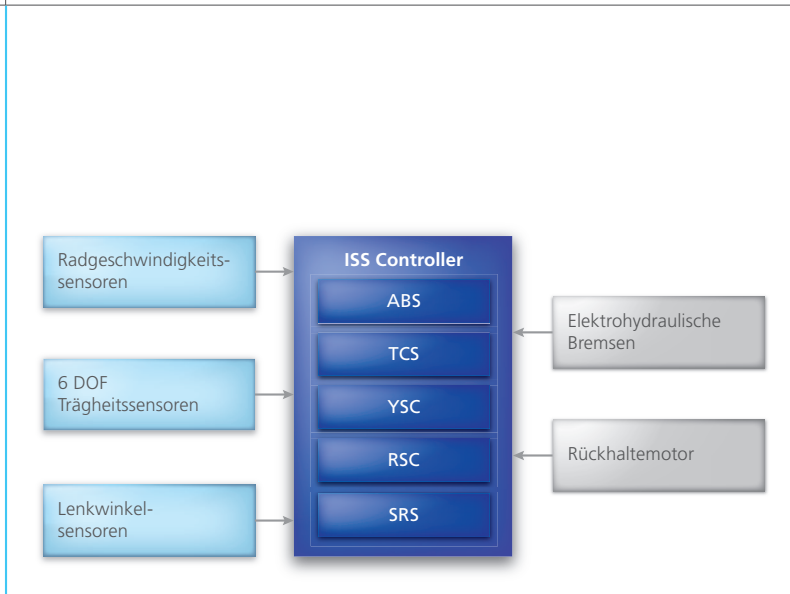 Radgeschwindigkeits-
sensoren
6 DOF
Trägheitssensoren
Lenkwinkel-
sensoren
ISS Controller
ABS
TCS
YSC
RSC
SRS
Elektrohydraulische
Bremsen
Rückhaltemotor